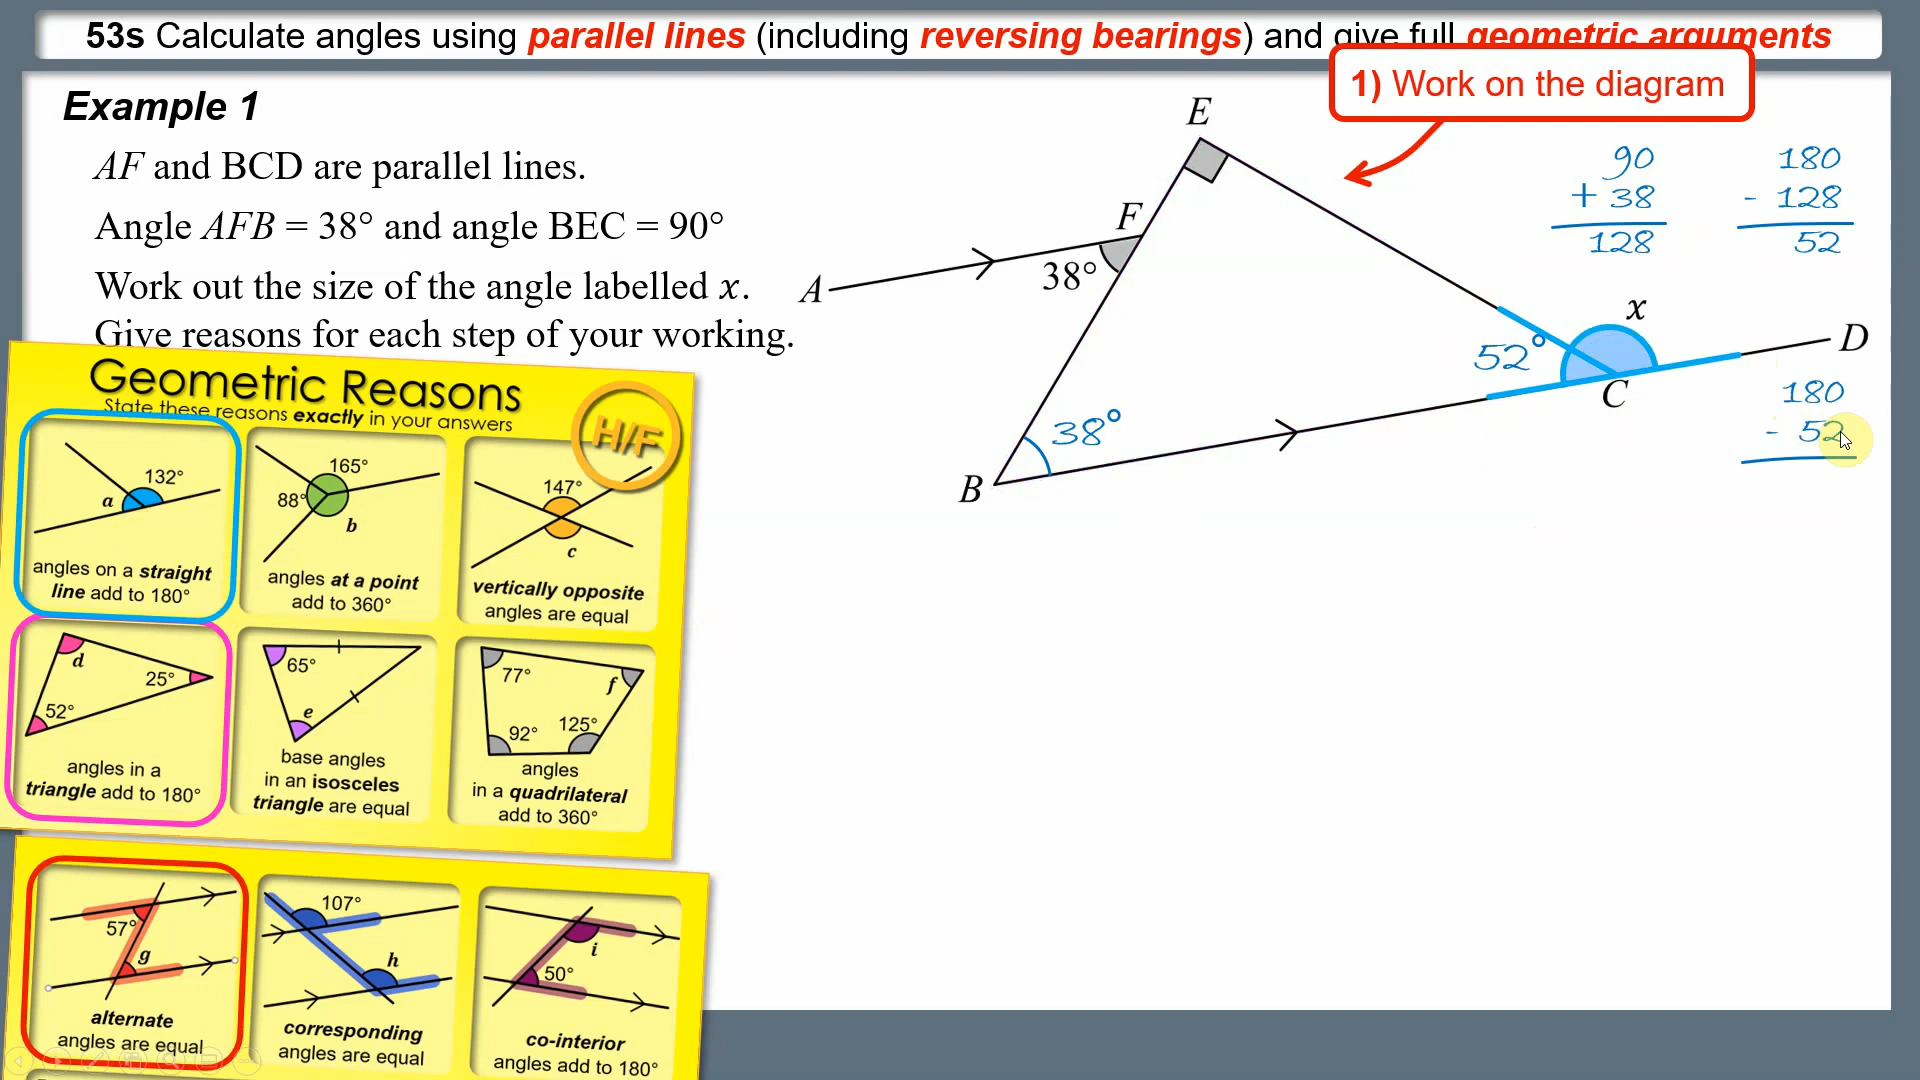 53s Calculate angles using parallel lines (including reversing bearings) and give full geometric arguments
1) Work on the diagram
Example 1
AF and BCD are parallel lines.
Angle AFB = 38° and angle BEC = 90°
Work out the size of the angle labelled x.
Give reasons for each step of your working.
E
F
38°
A
B
38°
52°
x
C
D
90
+ 38
128
180
- 128
52
180
- 52
Geometric Reasons
State these reasons exactly in your answers
H/F
132°
a
angles on a straight
line add to 180°
165°
88°
b
angles at a point
add to 360°
147°
c
vertically opposite
angles are equal
d
25°
52°
angles in a
triangle add to 180°
65°
e
base angles
in an isosceles
triangle are equal
77°
f
92°
125°
angles
in a quadrilateral
add to 360°
57°
g
alternate
angles are equal
107°
h
corresponding
angles are equal
i
50°
co-interior
angles add to 180°